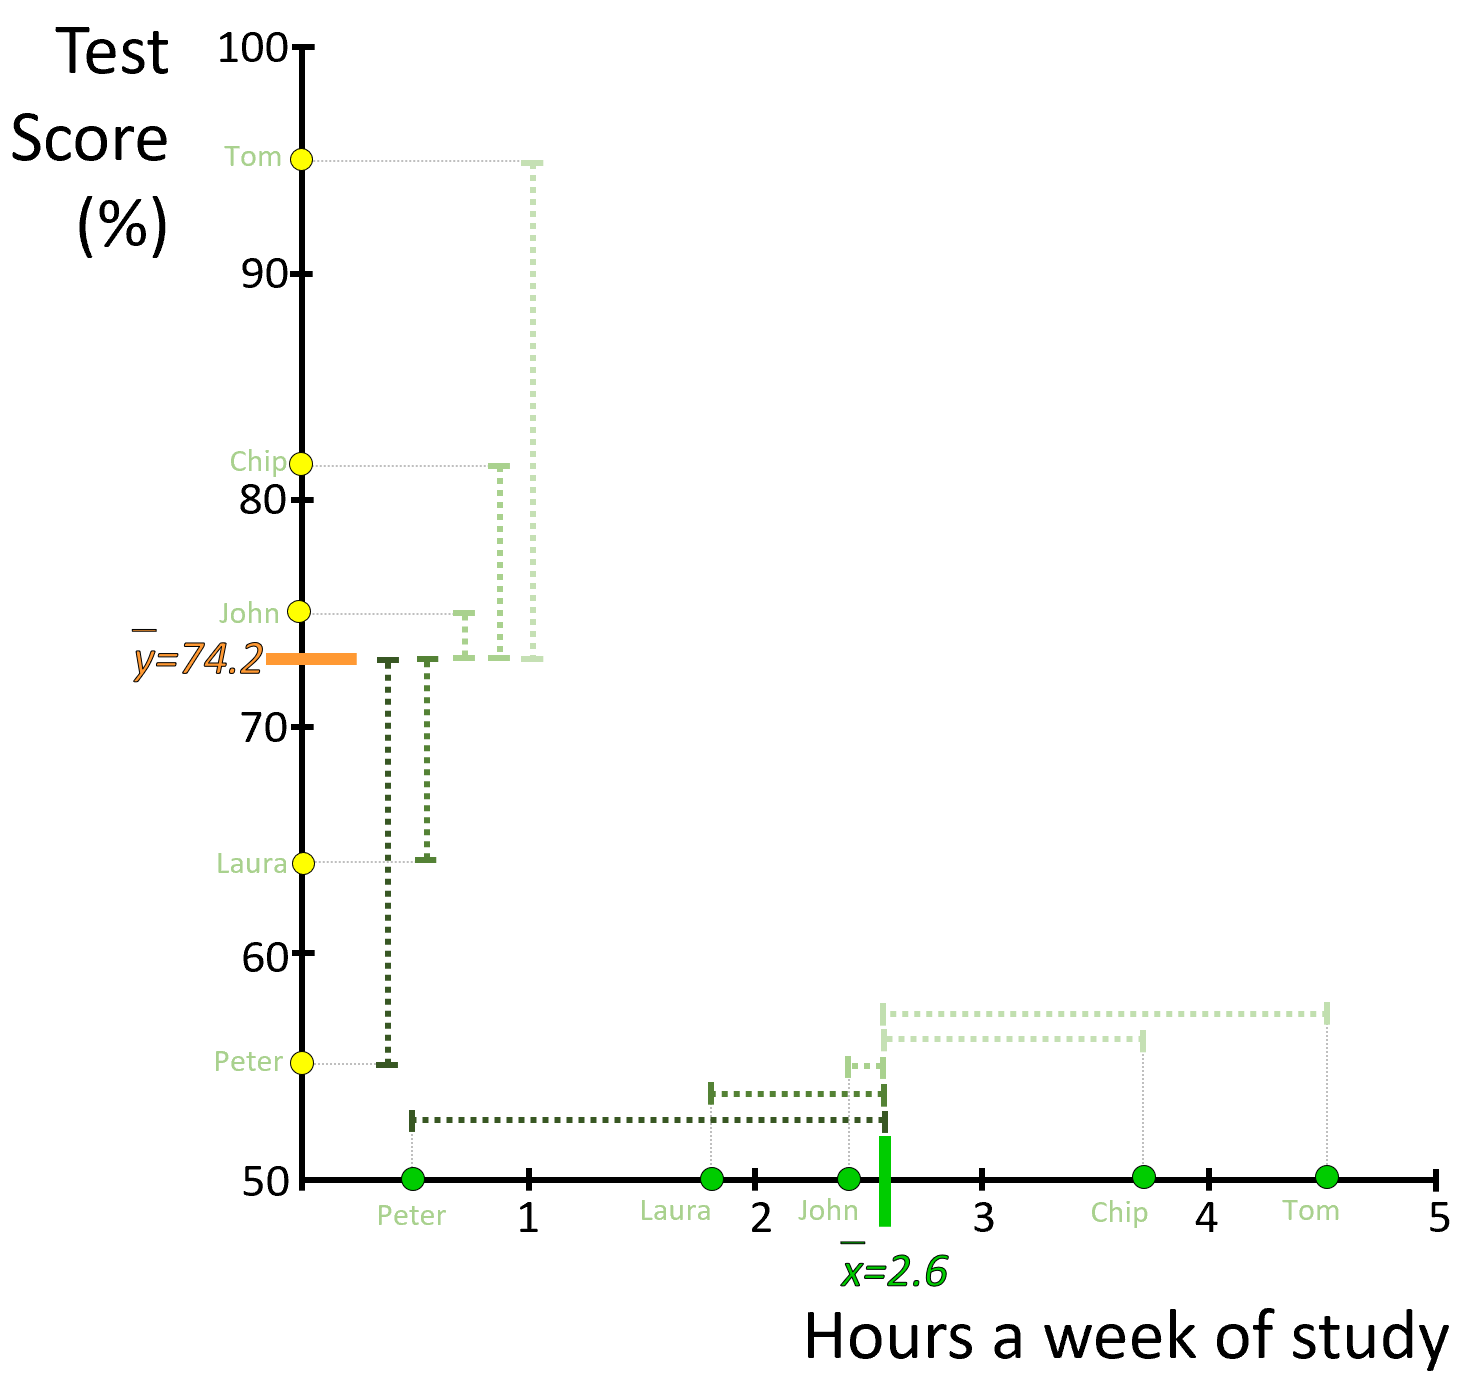 Test
Score
(%)
100
Tom
90
Chip
80
John
y=74.2
70
Laura
60
Peter
50
Peter
1
Laura
2
John
3
Chip
4
Tom
5
x=2.6
Hours a week of study